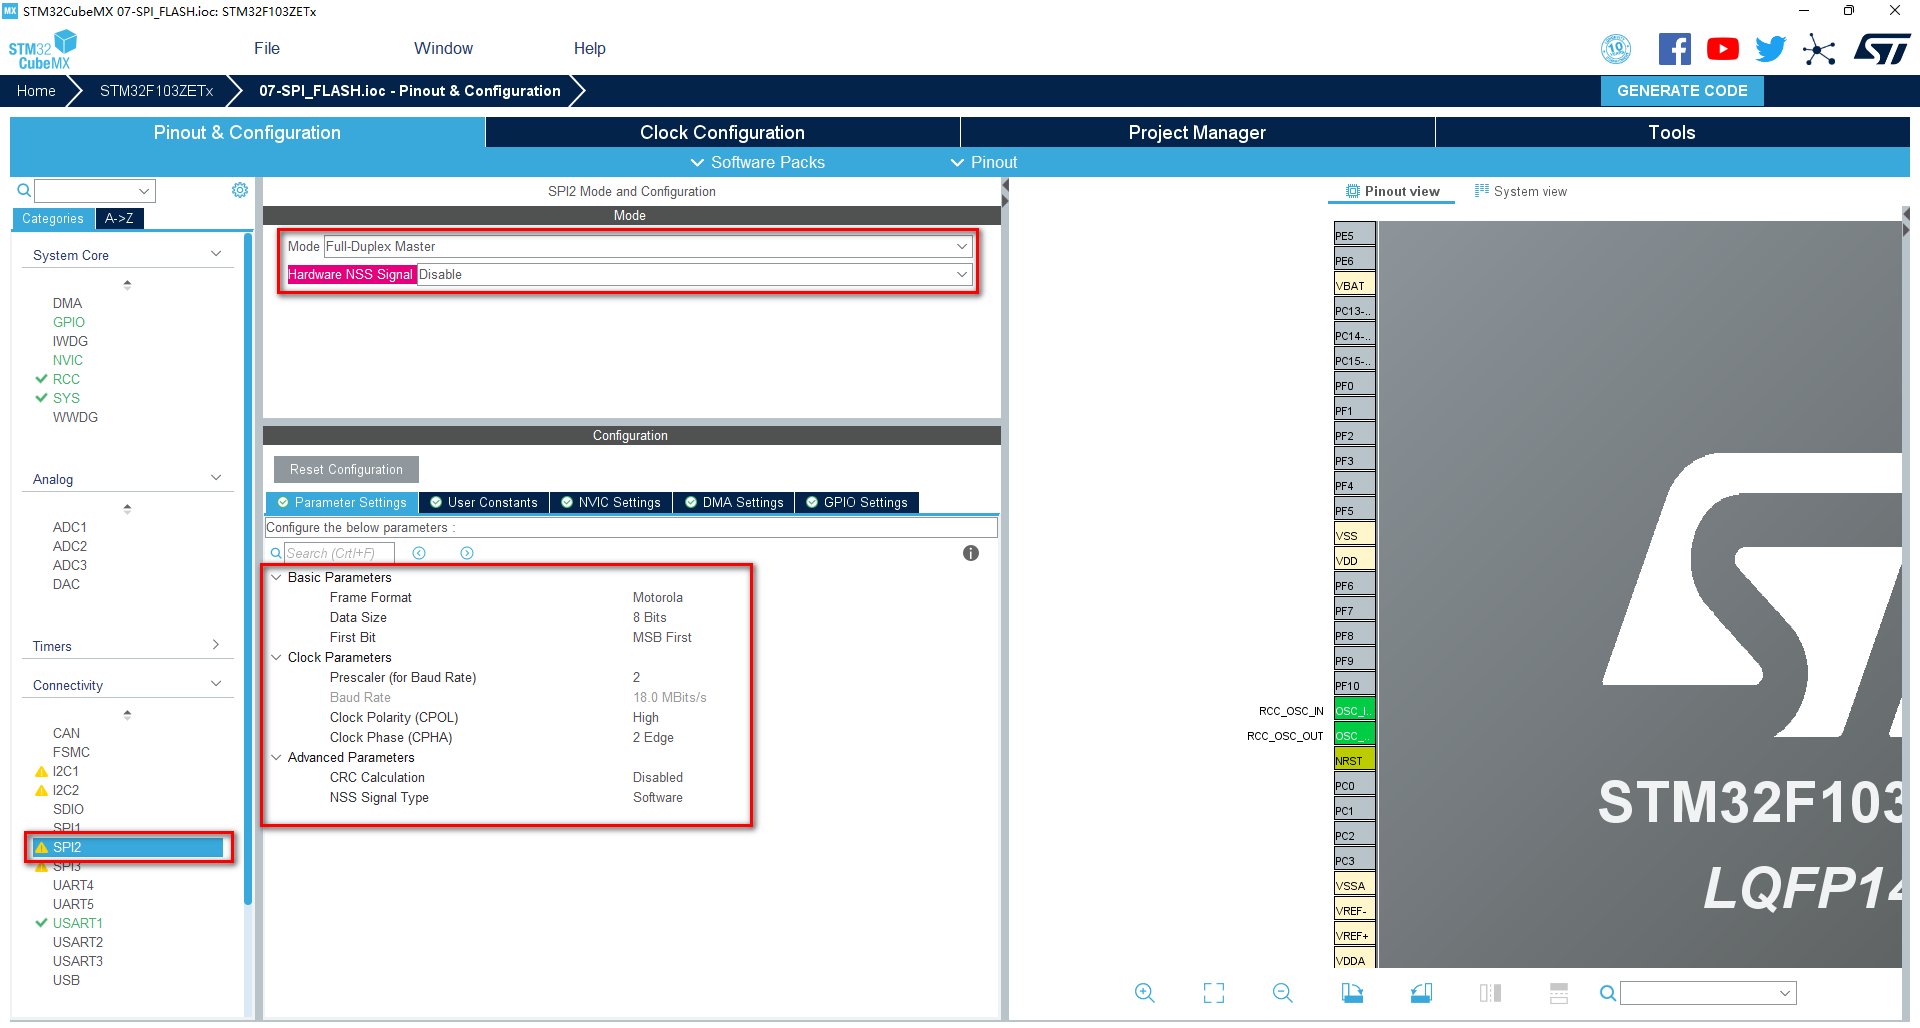 STM32CubeMX 07-SPI_FLASH.ioc: STM32F103ZETx
STM32 CubeMX
File
Window
Help
Home
STM32F103ZETx
07-SPI_FLASH.ioc - Pinout & Configuration
GENERATE CODE
Pinout & Configuration
Clock Configuration
Project Manager
Tools
Software Packs
Pinout
Categories
A->Z
System Core
DMA
GPIO
IWDG
NVIC
RCC
SYS
WWDG
Analog
ADC1
ADC2
ADC3
DAC
Timers
Connectivity
CAN
FSMC
I2C1
I2C2
SDIO
SPI1
SPI2
SPI3
UART4
UART5
USART1
USART2
USART3
USB
SPI2 Mode and Configuration
Mode
Mode Full-Duplex Master
Hardware NSS Signal Disable
Configuration
Reset Configuration
Parameter Settings
User Constants
NVIC Settings
DMA Settings
GPIO Settings
Configure the below parameters :
Search (Crtl+F)
Basic Parameters
Frame Format Motorola
Data Size 8 Bits
First Bit MSB First
Clock Parameters
Prescaler (for Baud Rate) 2
Baud Rate 18.0 MBits/s
Clock Polarity (CPOL) High
Clock Phase (CPHA) 2 Edge
Advanced Parameters
CRC Calculation Disabled
NSS Signal Type Software
Pinout view
System view
PE5
PE6
VBAT
PC13-..
PC14-..
PC15-..
PF0
PF1
PF2
PF3
PF4
PF5
VSS
VDD
PF6
PF7
PF8
PF9
PF10
RCC_OSC_IN OSC_I..
RCC_OSC_OUT OSC_..
NRST
PC0
PC1
PC2
PC3
VSSA
VREF-
VREF+
VDDA
STM32F103
LQFP14